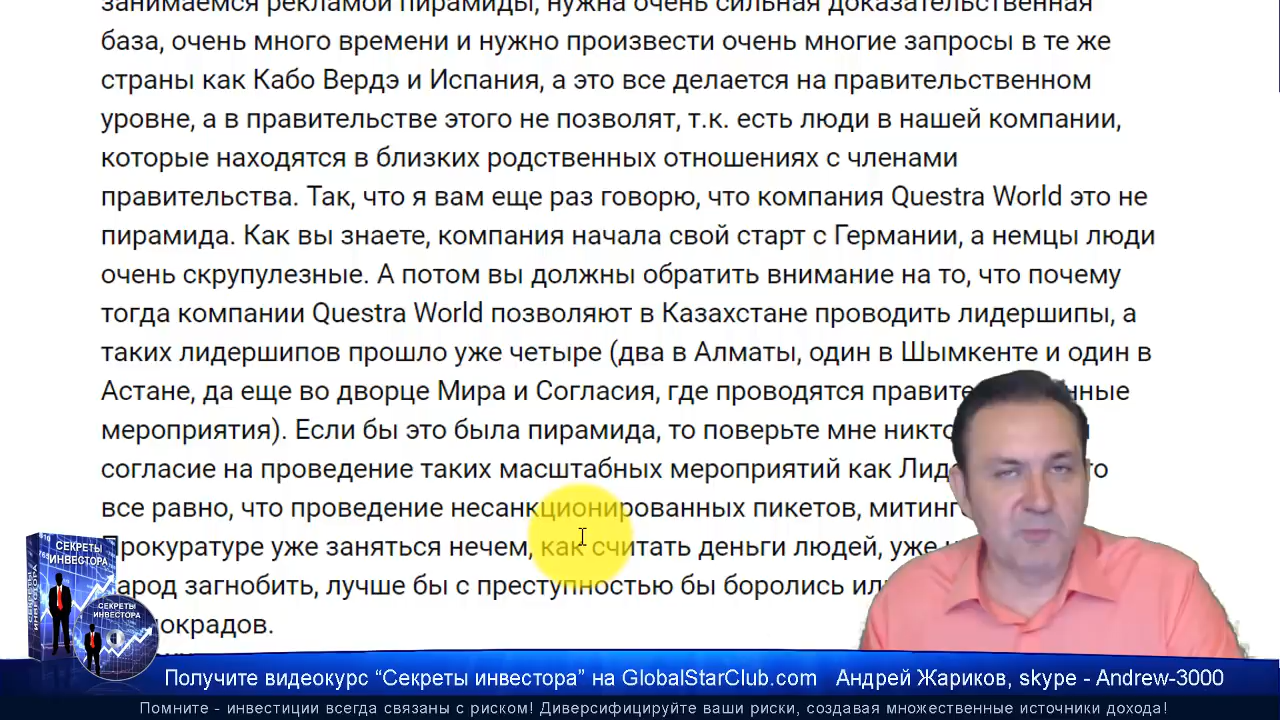 занимаемся рекламой пирамиды, нужна очень сильная доказательственная
база, очень много времени и нужно произвести очень многие запросы в те же
страны как Кабо Вердэ и Испания, а это все делается на правительственном
уровне, а в правительстве этого не позволят, т.к. есть люди в нашей компании,
которые находятся в близких родственных отношениях с членами
правительства. Так, что я вам еще раз говорю, что компания Questra World это не
пирамида. Как вы знаете, компания начала свой старт с Германии, а немцы люди
очень скрупулезные. А потом вы должны обратить внимание на то, что почему
тогда компании Questra World позволяют в Казахстане проводить лидершипы, а
таких лидершипов прошло уже четыре (два в Алматы, один в Шымкенте и один в
Астане, да еще во дворце Мира и Согласия, где проводятся
мероприятия). Если бы это была пирамида, то поверьте мне
согласие на проведение таких масштабных мероприятий как
все равно, что проведение несанкционированных пикетов,
Прокуратуре уже заняться нечем, как считать деньги людей, уже
загнобить, лучше бы с преступностью бы боролись
СЕКРЕТЫ
ИНВЕСТОРА
СЕКРЕТЫ
ИНВЕСТОРА
Получите видеокурс “Секреты инвестора” на GlobalStarClub.com Андрей Жариков, skype - Andrew-3000
Помните - инвестиции всегда связаны с риском! Диверсифицируйте ваши риски, создавая множественные источники дохода!